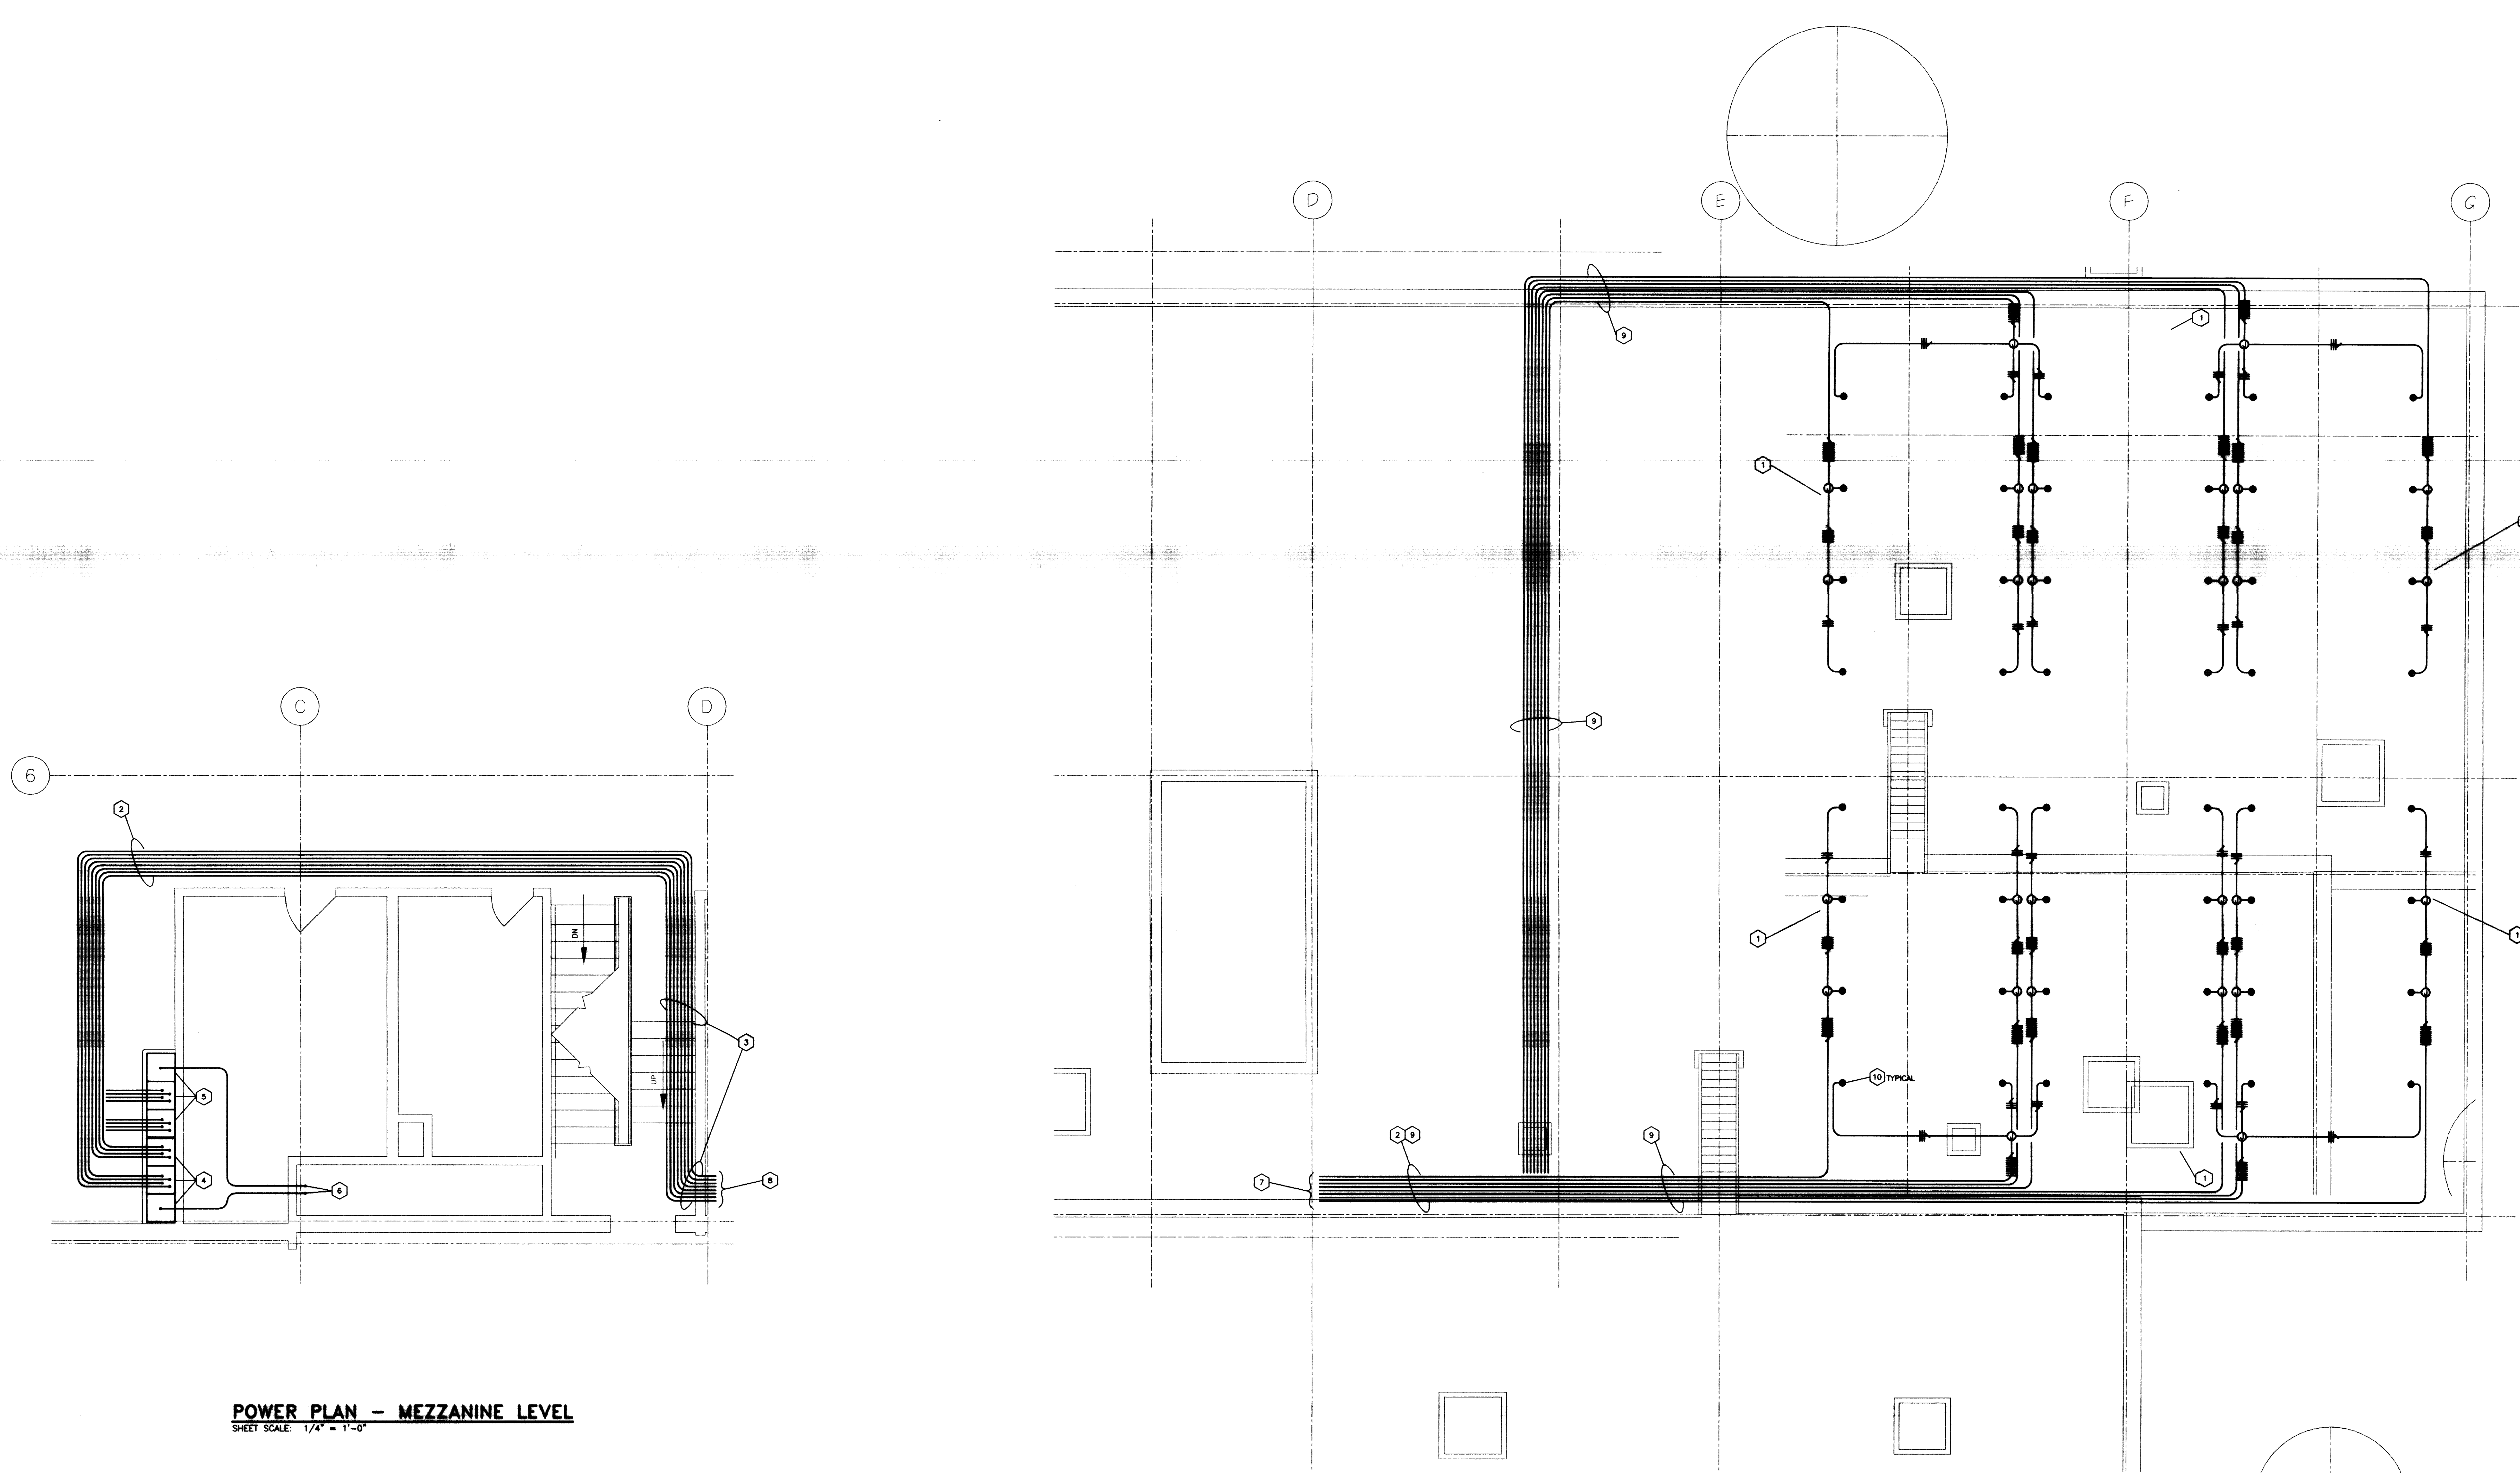 D
E
F
G
9
1
1
9
C
D
6
2
DN
UP
3
5
4
6
8
1
1
10 TYPICAL
2 9
9
7
1
POWER PLAN – MEZZANINE LEVEL
SHEET SCALE: 1/4" = 1'-0"